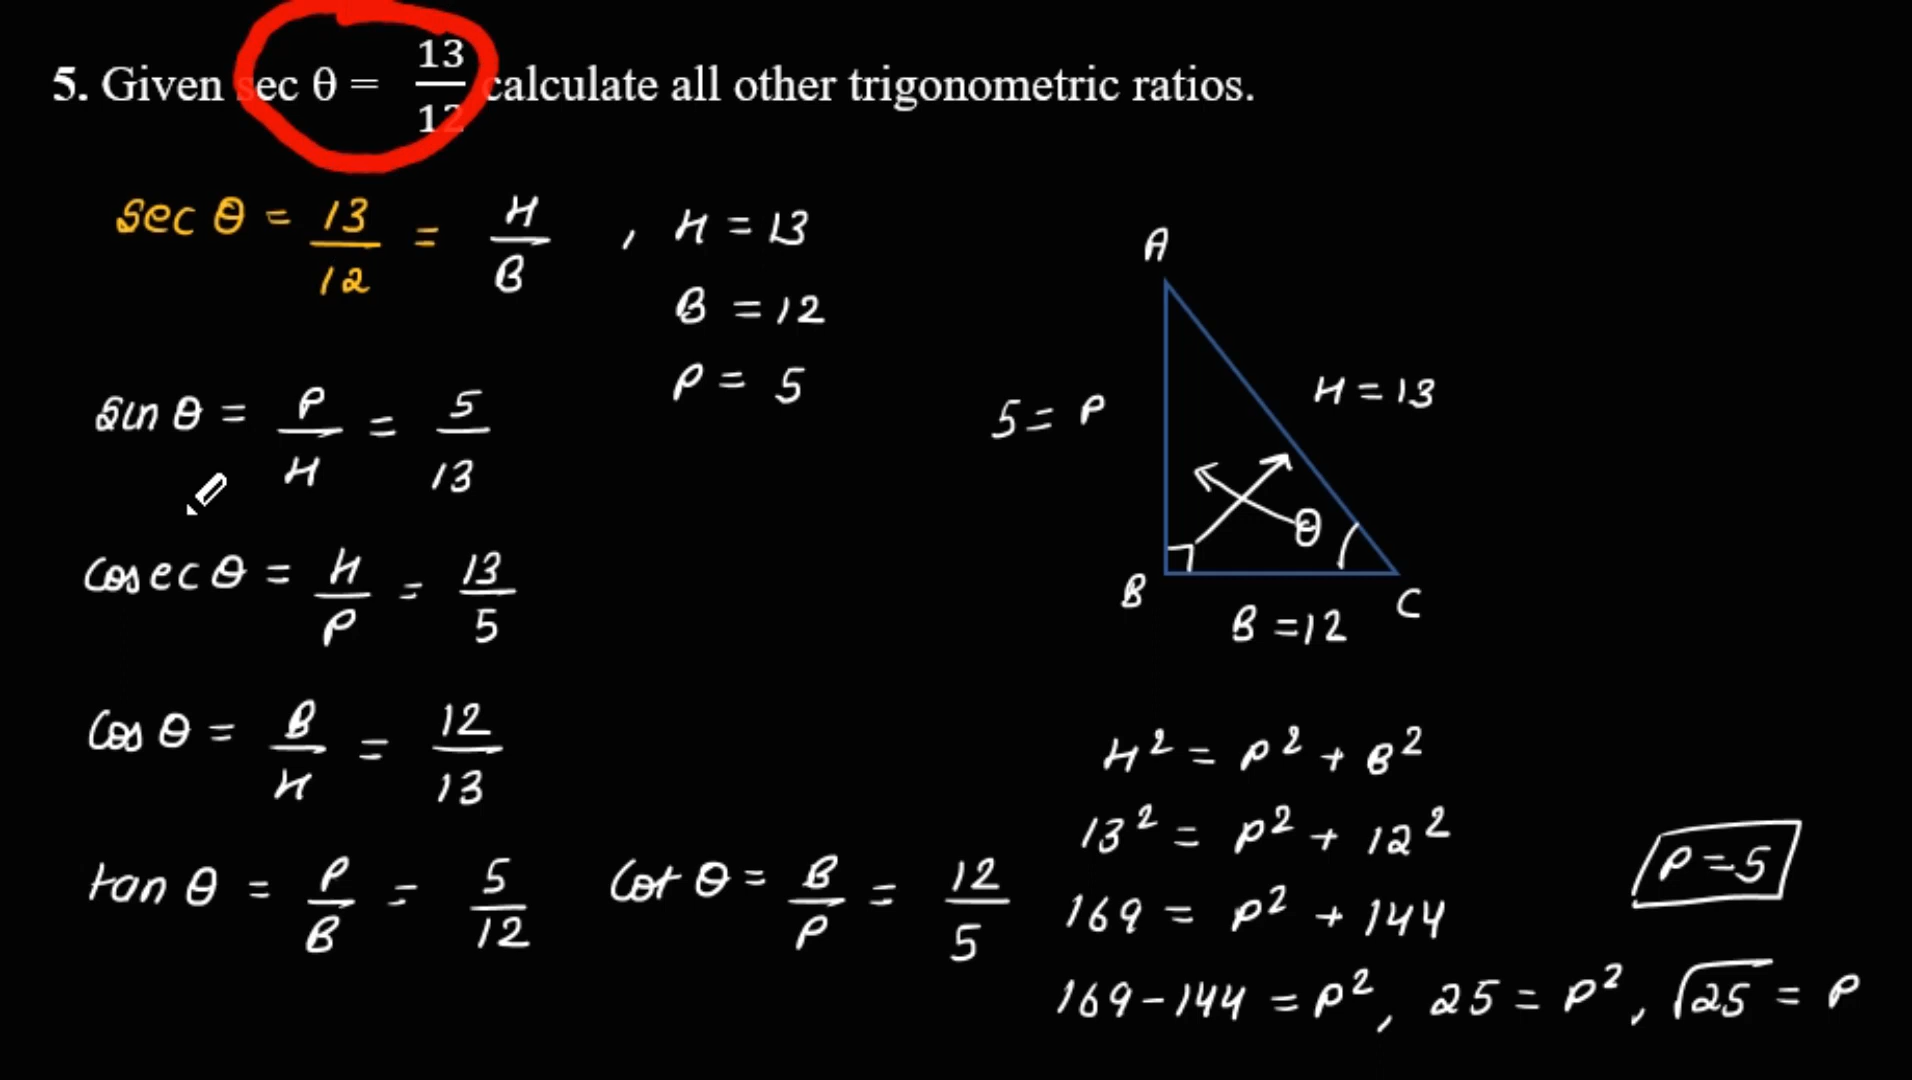 5. Given sec θ = 13/12 calculate all other trigonometric ratios.
sec θ = 13/12 = H/B , H = 13
B = 12
P = 5
sin θ = P/H = 5/13
cosec θ = H/P = 13/5
cos θ = B/H = 12/13
tan θ = P/B = 5/12
cot θ = B/P = 12/5
A
5 = P
H = 13
θ
B
B = 12
C
H² = P² + B²
13² = P² + 12²
169 = P² + 144
169 - 144 = P², 25 = P², √25 = P
P = 5